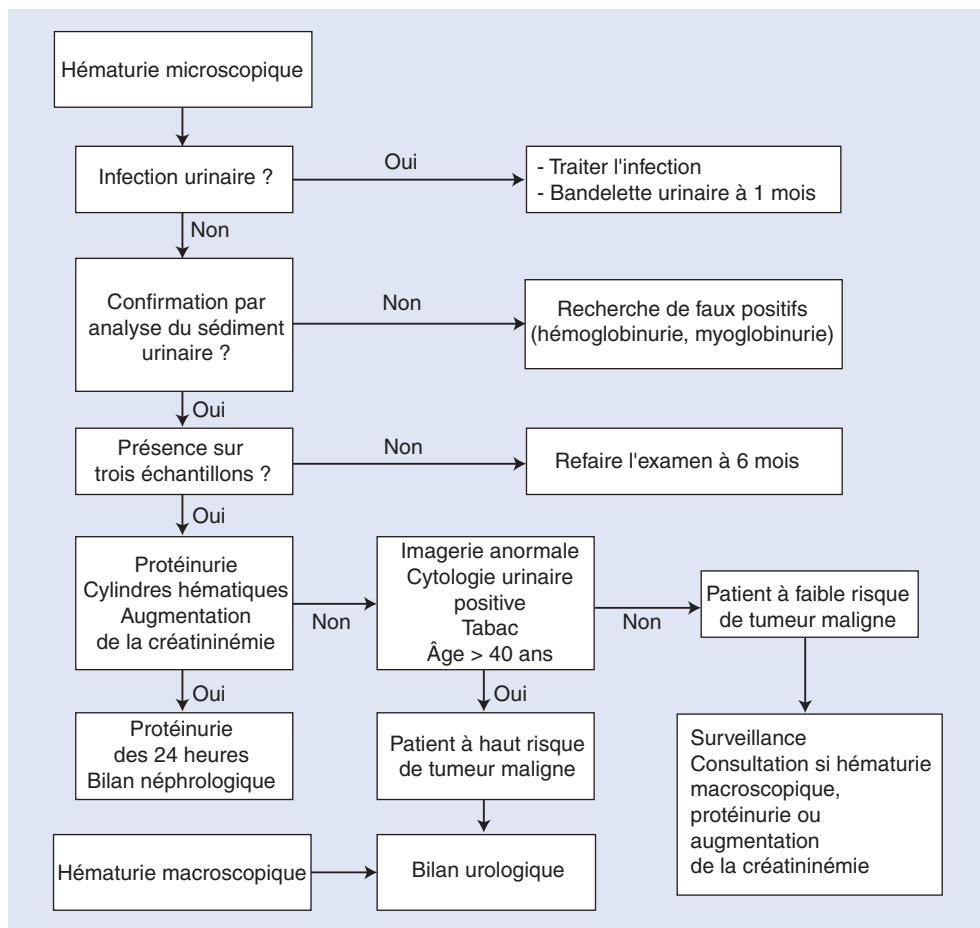 Hématurie microscopique
Infection urinaire ?
Oui
- Traiter l'infection
- Bandelette urinaire à 1 mois
Non
Confirmation par
analyse du sédiment
urinaire ?
Non
Recherche de faux positifs
(hémoglobinurie, myoglobinurie)
Oui
Présence sur
trois échantillons ?
Non
Refaire l'examen à 6 mois
Oui
Protéinurie
Cylindres hématiques
Augmentation
de la créatininémie
Non
Imagerie anormale
Cytologie urinaire
positive
Tabac
Âge > 40 ans
Non
Patient à faible risque
de tumeur maligne
Oui
Protéinurie
des 24 heures
Bilan néphrologique
Oui
Patient à haut risque
de tumeur maligne
Surveillance
Consultation si hématurie
macroscopique,
protéinurie ou
augmentation
de la créatininémie
Hématurie macroscopique
Bilan urologique